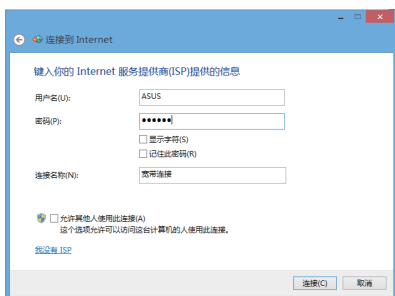 连接到 Internet
键入你的 Internet 服务提供商(ISP)提供的信息
用户名(U): ASUS
密码(P): ●●●●●●
显示字符(S)
记住此密码(R)
连接名称(N): 宽带连接
允许其他人使用此连接(A)
这个选项允许可以访问这台计算机的人使用此连接。
我没有 ISP
连接(C) 取消